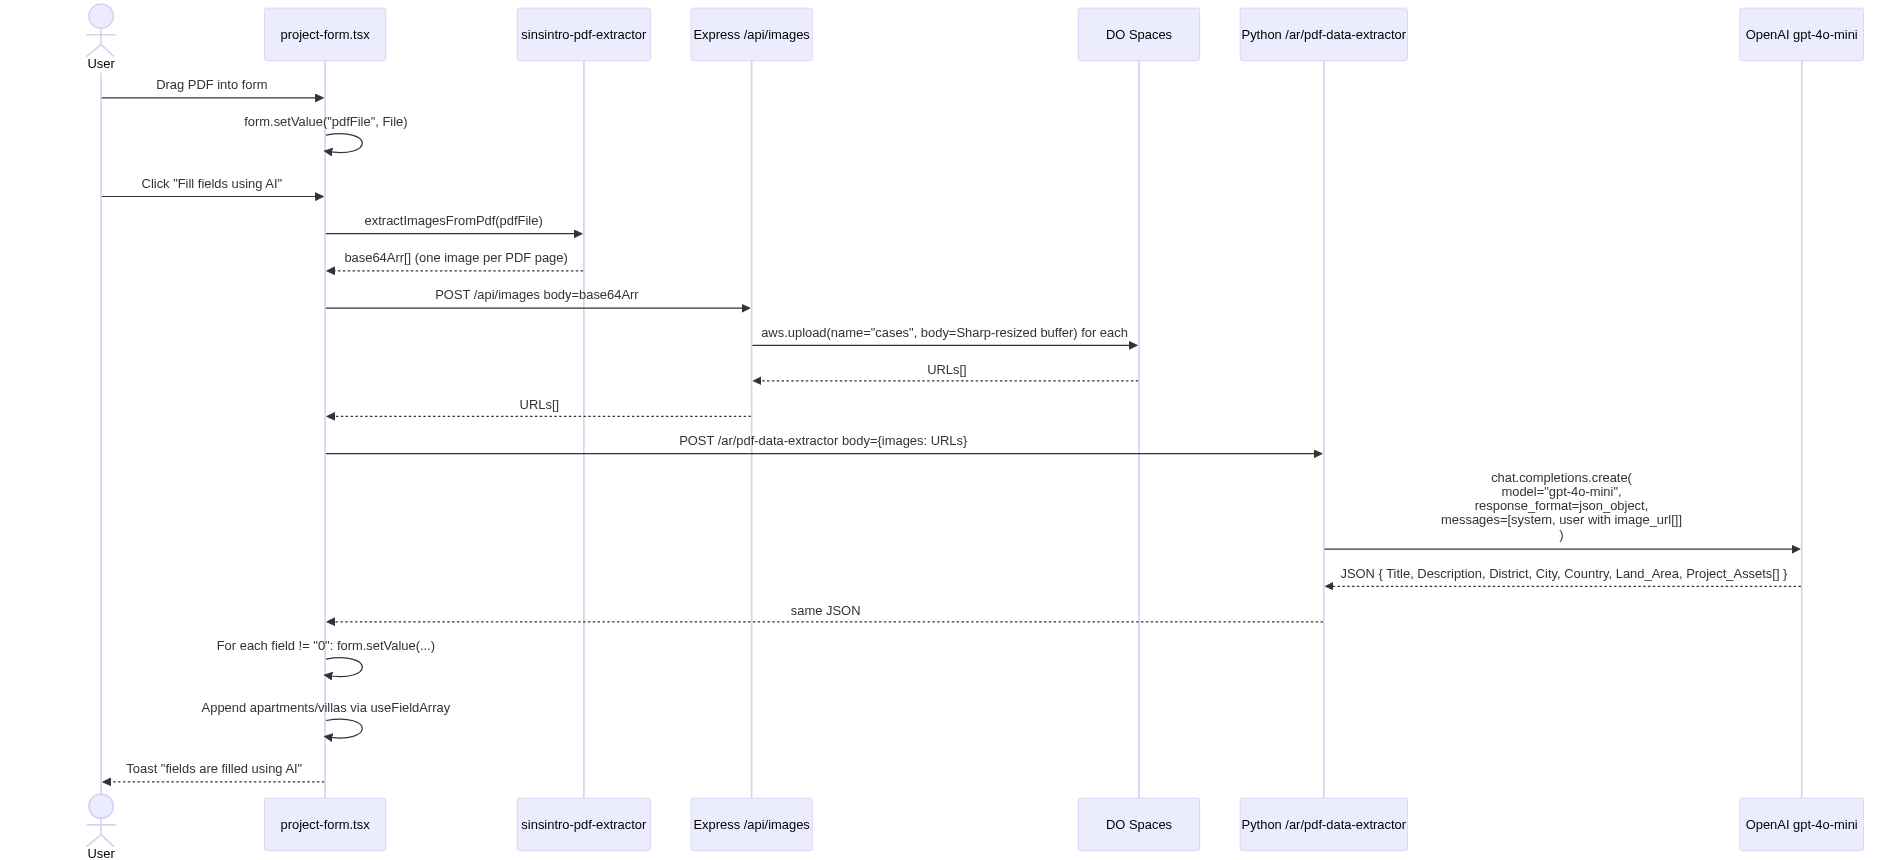 project-form.tsx
sinsintro-pdf-extractor
Express /api/images
DO Spaces
Python /ar/pdf-data-extractor
OpenAI gpt-4o-mini
User
Drag PDF into form
form.setValue("pdfFile", File)
Click "Fill fields using AI"
extractImagesFromPdf(pdfFile)
base64Arr[] (one image per PDF page)
POST /api/images body=base64Arr
aws.upload(name="cases", body=Sharp-resized buffer) for each
URLs[]
URLs[]
POST /ar/pdf-data-extractor body={images: URLs}
chat.completions.create(
model="gpt-4o-mini",
response_format=json_object,
messages=[system, user with image_url[]]
)
JSON { Title, Description, District, City, Country, Land_Area, Project_Assets[] }
same JSON
For each field != "0": form.setValue(...)
Append apartments/villas via useFieldArray
Toast "fields are filled using AI"
project-form.tsx
sinsintro-pdf-extractor
Express /api/images
DO Spaces
Python /ar/pdf-data-extractor
OpenAI gpt-4o-mini
User